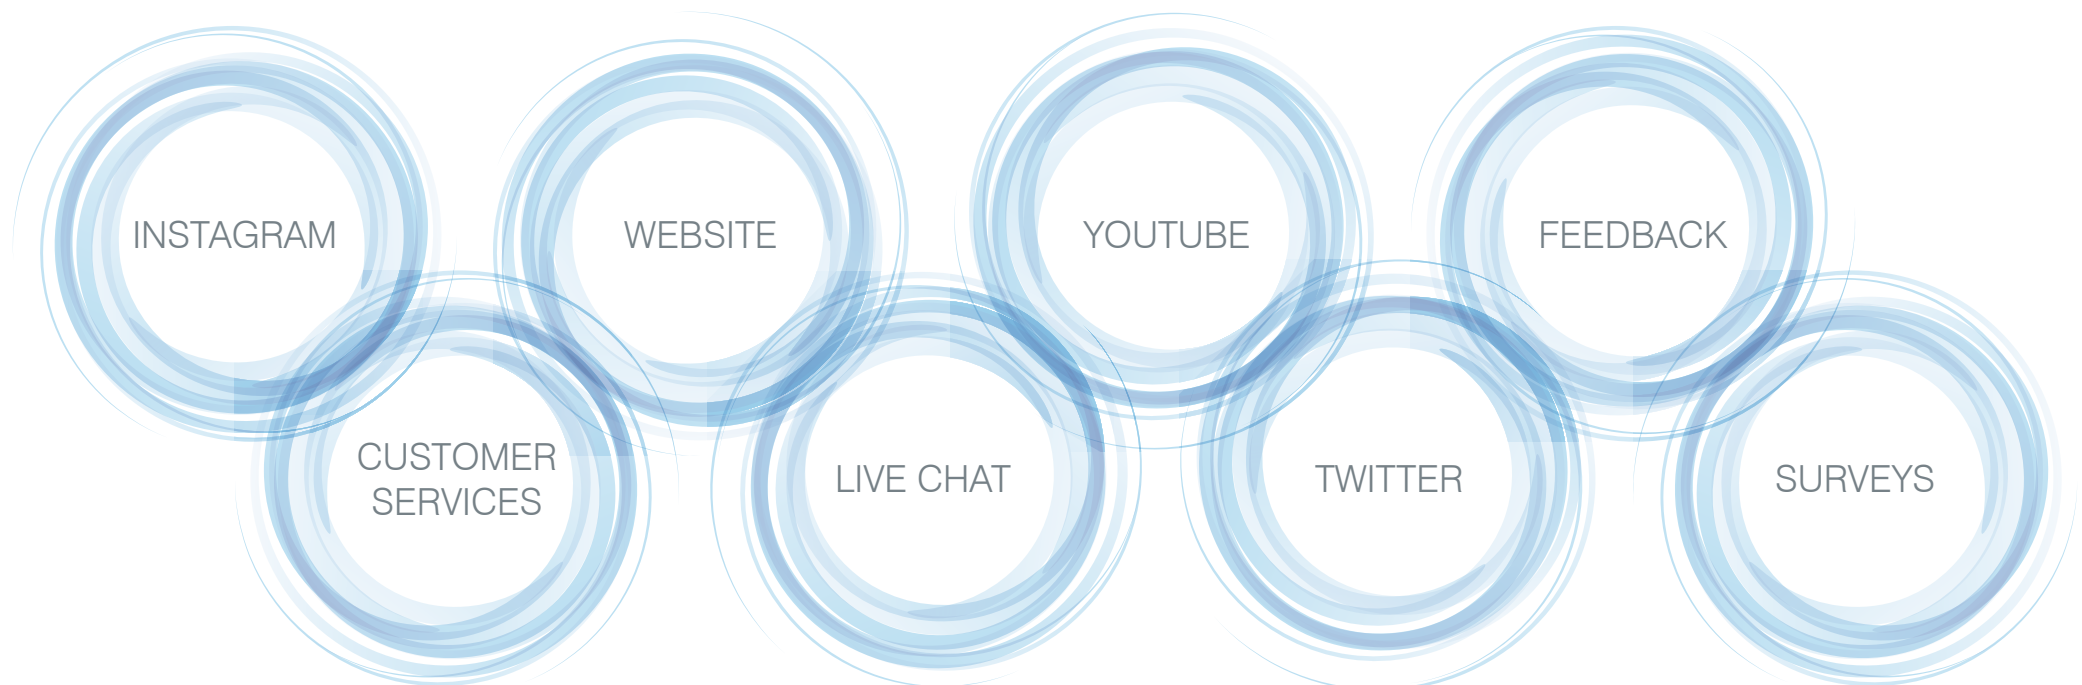 INSTAGRAM
WEBSITE
YOUTUBE
FEEDBACK
CUSTOMER
SERVICES
LIVE CHAT
TWITTER
SURVEYS